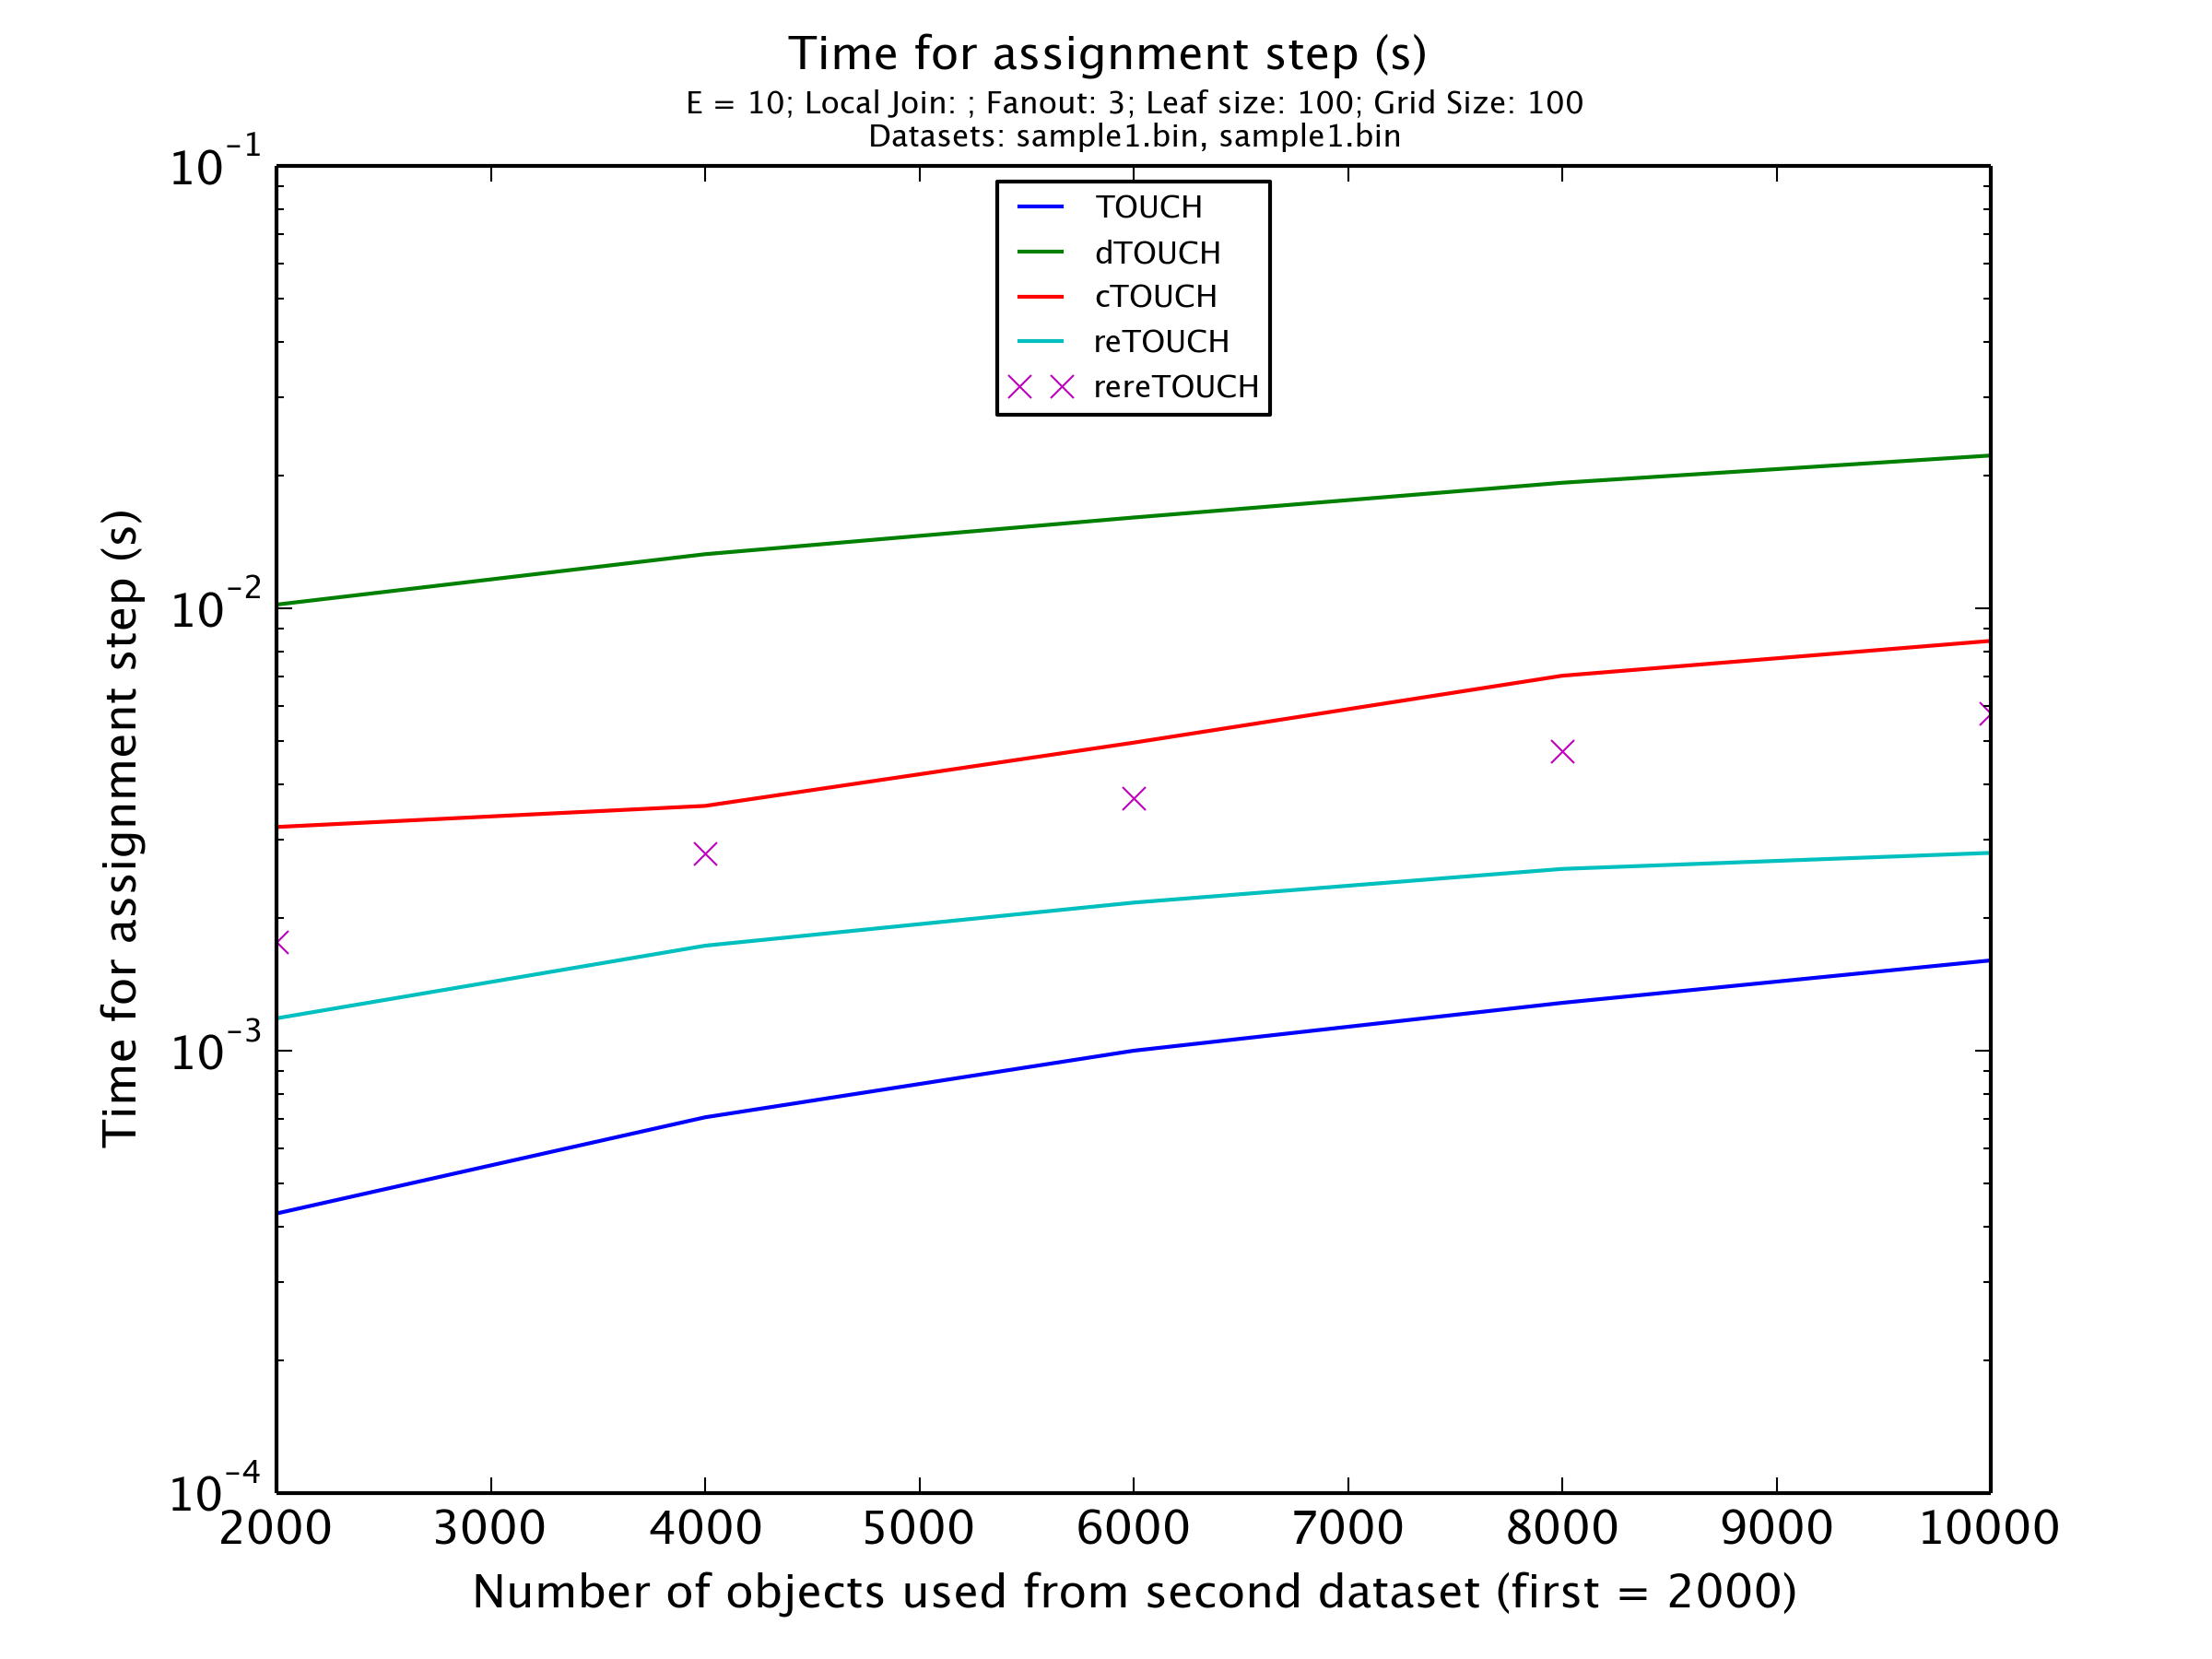 Time for assignment step (s)
E = 10; Local Join: ; Fanout: 3; Leaf size: 100; Grid Size: 100
Datasets: sample1.bin, sample1.bin
TOUCH
dTOUCH
cTOUCH
reTOUCH
rereTOUCH
Time for assignment step (s)
10^-1
10^-2
10^-3
10^-4
2000 3000 4000 5000 6000 7000 8000 9000 10000
Number of objects used from second dataset (first = 2000)